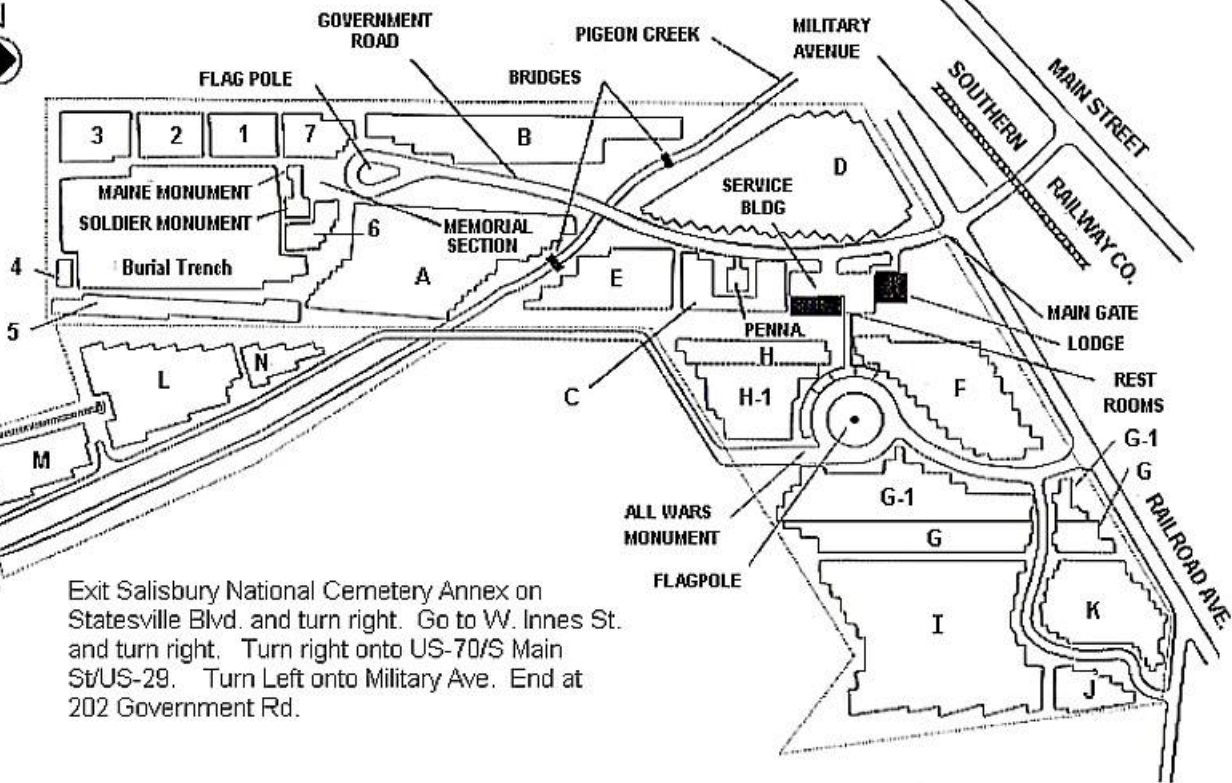 N
GOVERNMENT
ROAD
PIGEON CREEK
MILITARY
AVENUE
FLAG POLE
BRIDGES
SOUTHERN
RAILWAY CO.
MAIN STREET
3
2
1
7
B
D
MAINE MONUMENT
SOLDIER MONUMENT
SERVICE
BLDG
6
MEMORIAL
SECTION
4
Burial Trench
A
E
5
PENNA.
MAIN GATE
LODGE
L
N
H
C
H-1
F
REST
ROOMS
M
G-1
G
G-1
ALL WARS
MONUMENT
G
FLAGPOLE
RAILROAD AVE.
I
K
J
Exit Salisbury National Cemetery Annex on
Statesville Blvd. and turn right.  Go to W. Innes St.
and turn right.   Turn right onto US-70/S Main
St/US-29.   Turn Left onto Military Ave.  End at
202 Government Rd.